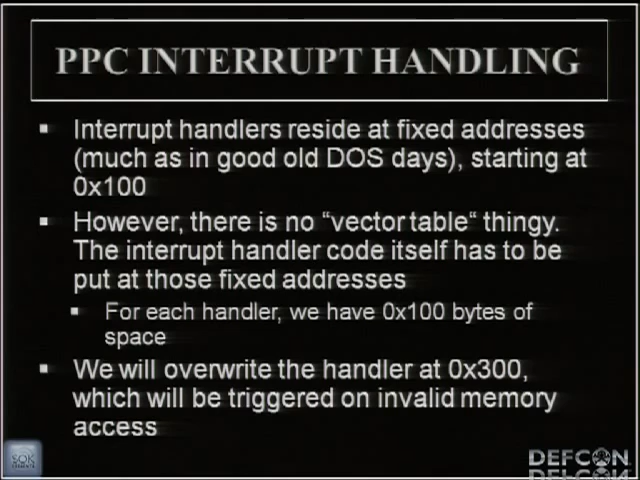 PPC INTERRUPT HANDLING
▪ Interrupt handlers reside at fixed addresses
(much as in good old DOS days), starting at
0x100
▪ However, there is no “vector table“ thingy.
The interrupt handler code itself has to be
put at those fixed addresses
▪ For each handler, we have 0x100 bytes of
space
▪ We will overwrite the handler at 0x300,
which will be triggered on invalid memory
access
SOK
DEFCON